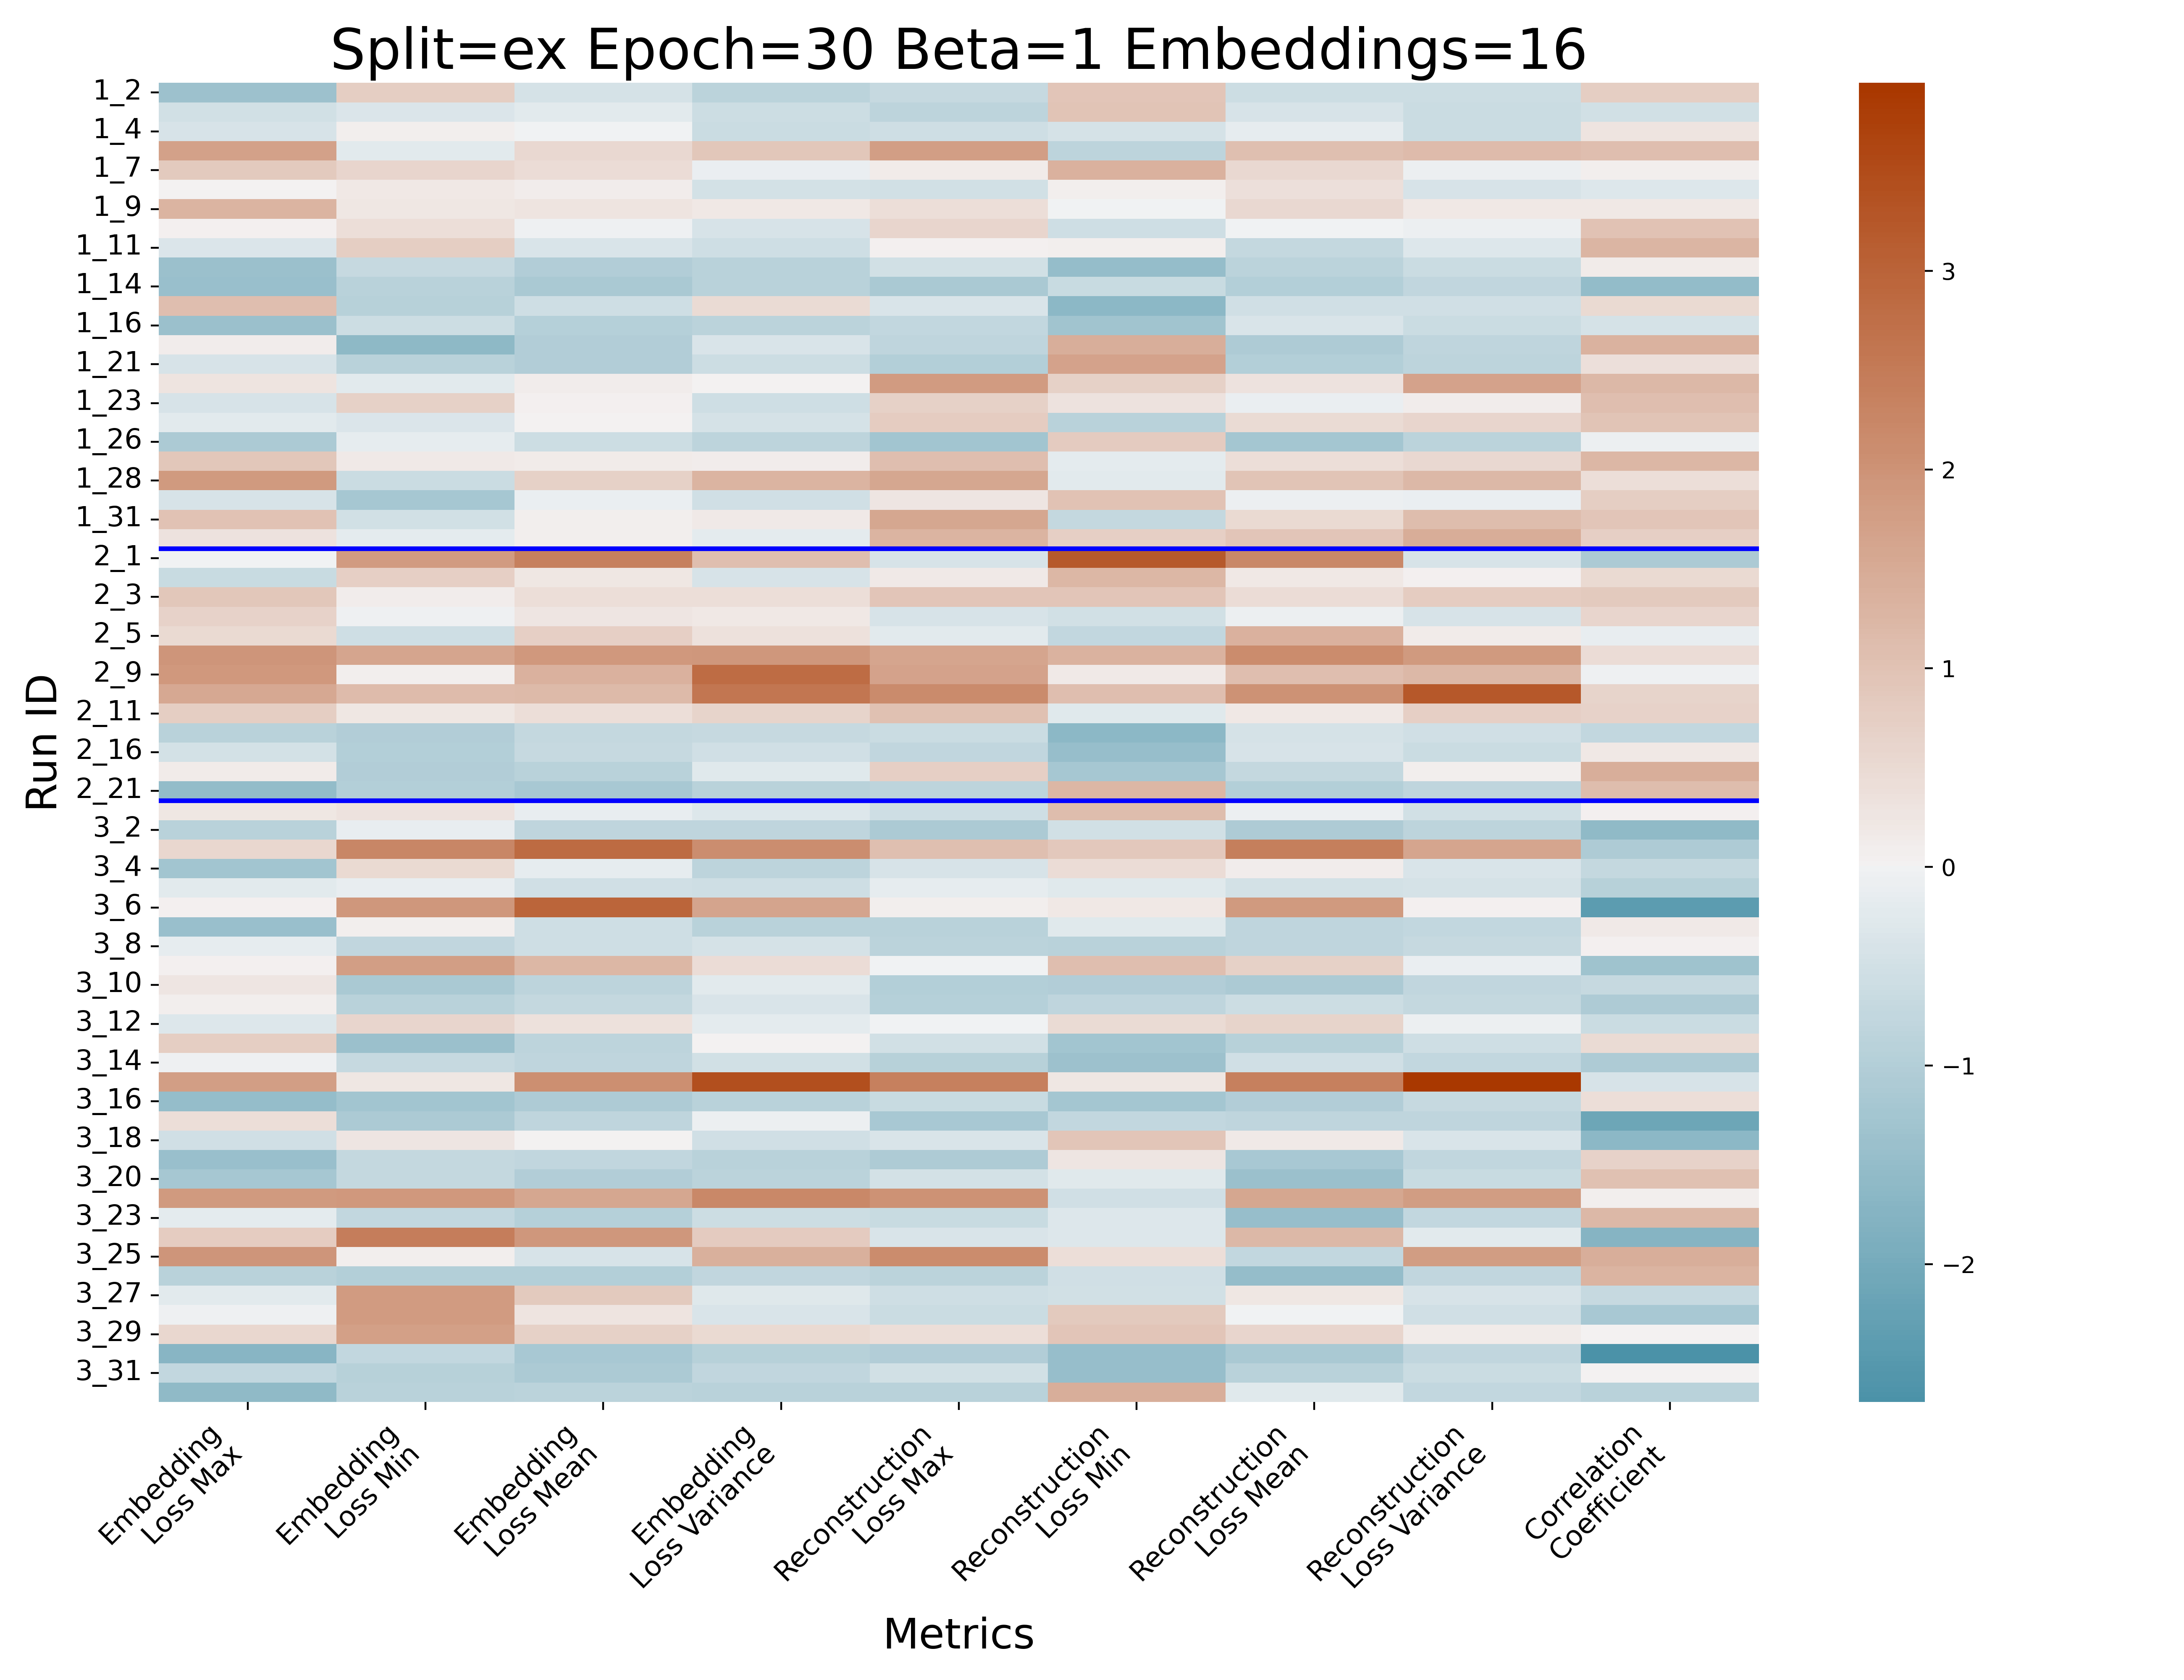 Split=ex Epoch=30 Beta=1 Embeddings=16
Run ID
1_2
1_4
1_7
1_9
1_11
1_14
1_16
1_21
1_23
1_26
1_28
1_31
2_1
2_3
2_5
2_9
2_11
2_16
2_21
3_2
3_4
3_6
3_8
3_10
3_12
3_14
3_16
3_18
3_20
3_23
3_25
3_27
3_29
3_31
Embedding
Loss Max
Embedding
Loss Min
Embedding
Loss Mean
Embedding
Loss Variance
Reconstruction
Loss Max
Reconstruction
Loss Min
Reconstruction
Loss Mean
Reconstruction
Loss Variance
Correlation
Coefficient
Metrics
3
2
1
0
−1
−2